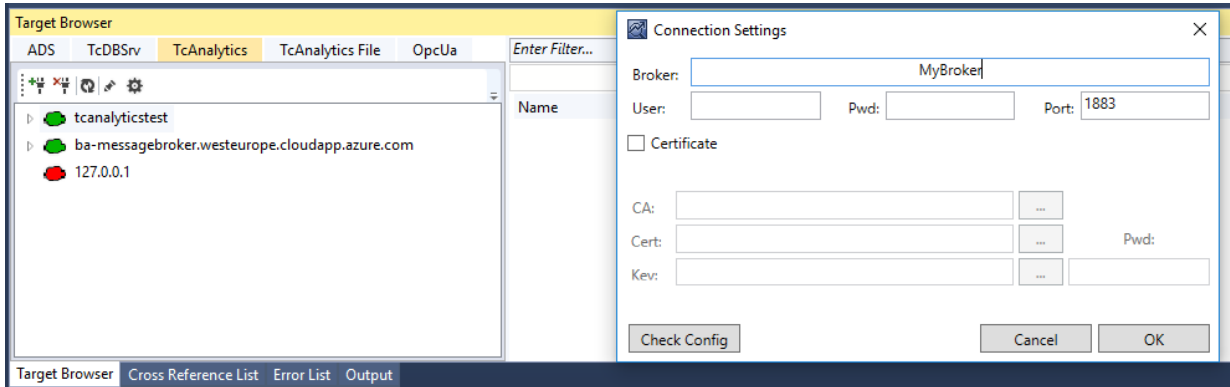 Target Browser
ADS TcDBSrv TcAnalytics TcAnalytics File OpcUa
Enter Filter...
tcanalyticstest
ba-messagebroker.westeurope.cloudapp.azure.com
127.0.0.1
Name
Connection Settings
Broker: MyBroker
User: Pwd: Port: 1883
Certificate
CA: ...
Cert: ... Pwd:
Key: ...
Check Config Cancel OK
Target Browser Cross Reference List Error List Output